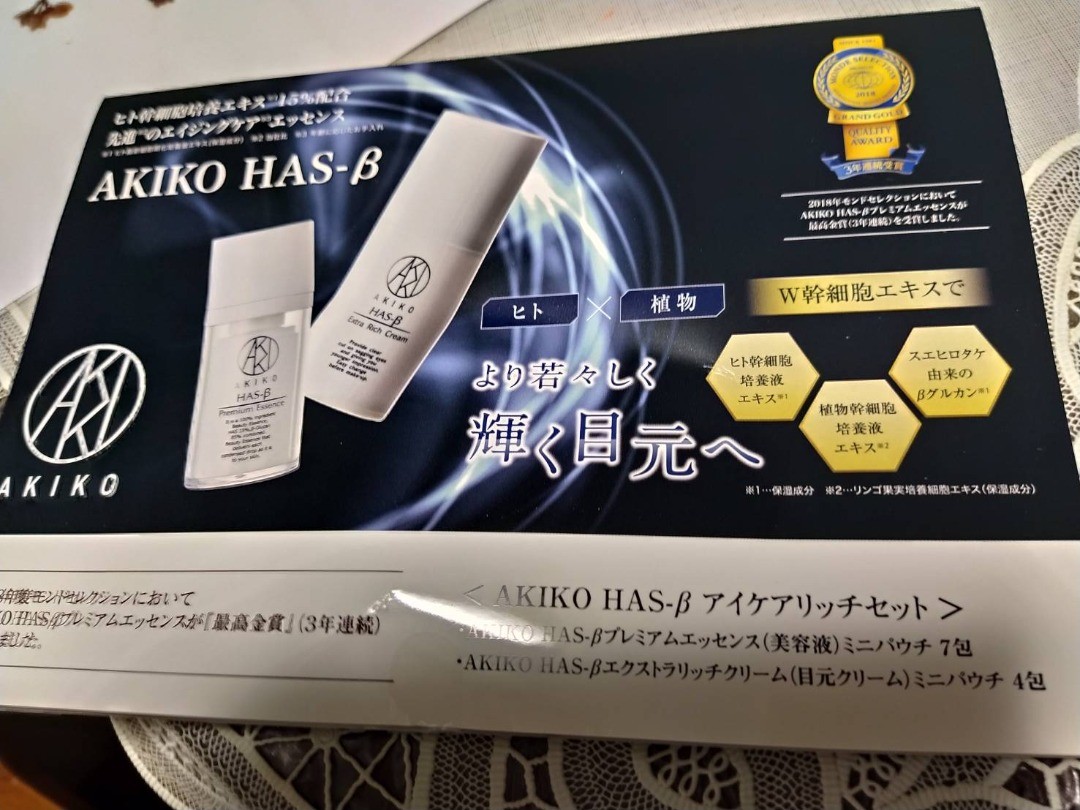 ヒト幹細胞培養エキス※1 15%配合
先進※2のエイジングケア※3エッセンス
AKIKO HAS-β
AKIKO
HAS-β
Premium Essence
AKIKO
HAS-β
Extra Rich Cream
Provide clear
AKIKO
MONDE SELECTION
2018
GRAND GOLD
QUALITY
AWARD
3年連続受賞
2018年モンドセレクションにおいて
AKIKO HAS-βプレミアムエッセンスが
最高金賞(3年連続)を受賞しました。
ヒト × 植物
W幹細胞エキスで
より若々しく
輝く目元へ
ヒト幹細胞
培養液
エキス※1
植物幹細胞
培養液
エキス※2
スエヒロタケ
由来の
βグルカン※1
※1…保湿成分 ※2…リンゴ果実培養細胞エキス(保湿成分)
モンドセレクションにおいて
HAS-βプレミアムエッセンスが『最高金賞』(3年連続)
ました。
< AKIKO HAS-β アイケアリッチセット >
・AKIKO HAS-βプレミアムエッセンス(美容液)ミニパウチ 7包
・AKIKO HAS-βエクストラリッチクリーム(目元クリーム)ミニパウチ 4包